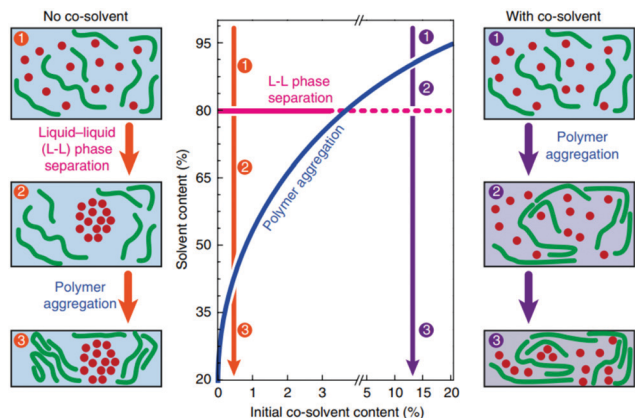 No co-solvent
1
Liquid–liquid
(L-L) phase
separation
2
Polymer
aggregation
3
Solvent content (%)
95
80
65
50
35
20
L-L phase
separation
Polymer aggregation
1
2
3
1
2
3
0
1
2
3
5
10
15
20
Initial co-solvent content (%)
With co-solvent
1
Polymer
aggregation
2
3